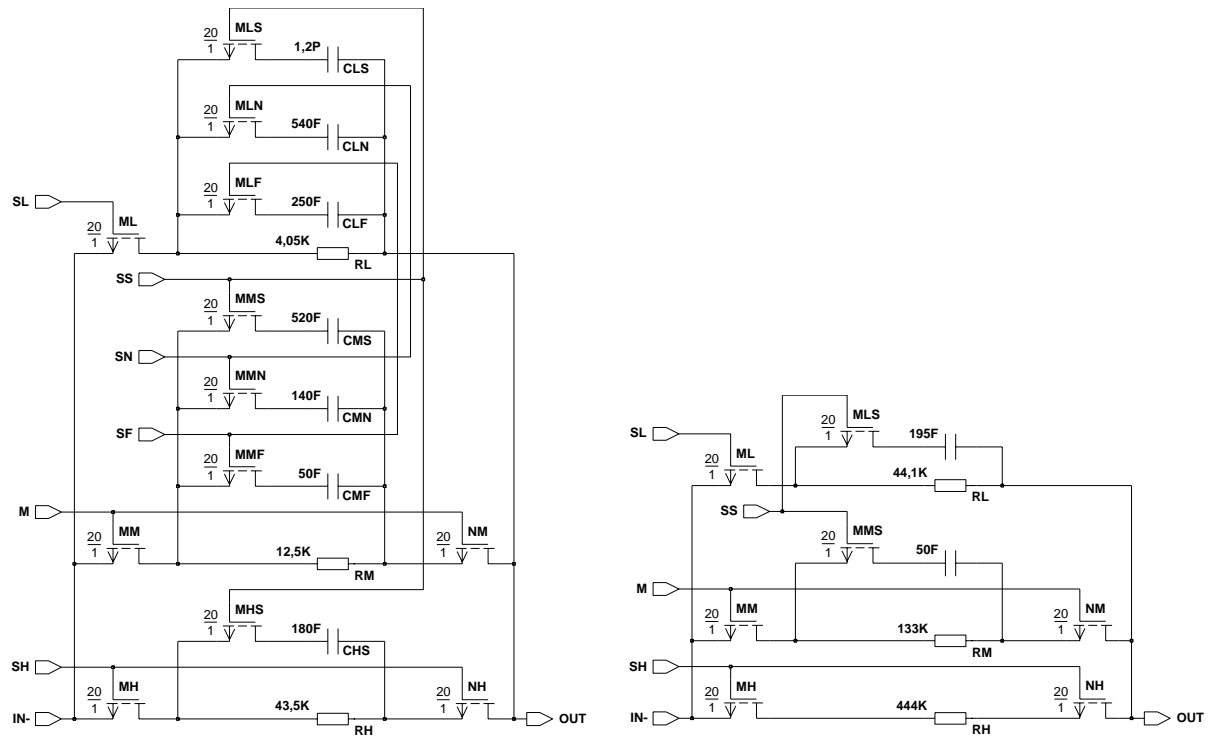 MLS
20
1
1,2P
CLS
MLN
20
1
540F
CLN
MLF
20
1
250F
CLF
SL
ML
20
1
4,05K
RL
SS
MMS
20
1
520F
CMS
SN
MMN
20
1
140F
CMN
SF
MMF
20
1
50F
CMF
M
MM
20
1
12,5K
RM
NM
20
1
MHS
20
1
180F
CHS
SH
MH
20
1
43,5K
RH
NH
20
1
IN-
OUT
MLS
20
1
195F
SL
ML
20
1
44,1K
RL
SS
MMS
20
1
50F
M
MM
20
1
133K
RM
NM
20
1
SH
MH
20
1
444K
RH
NH
20
1
IN-
OUT